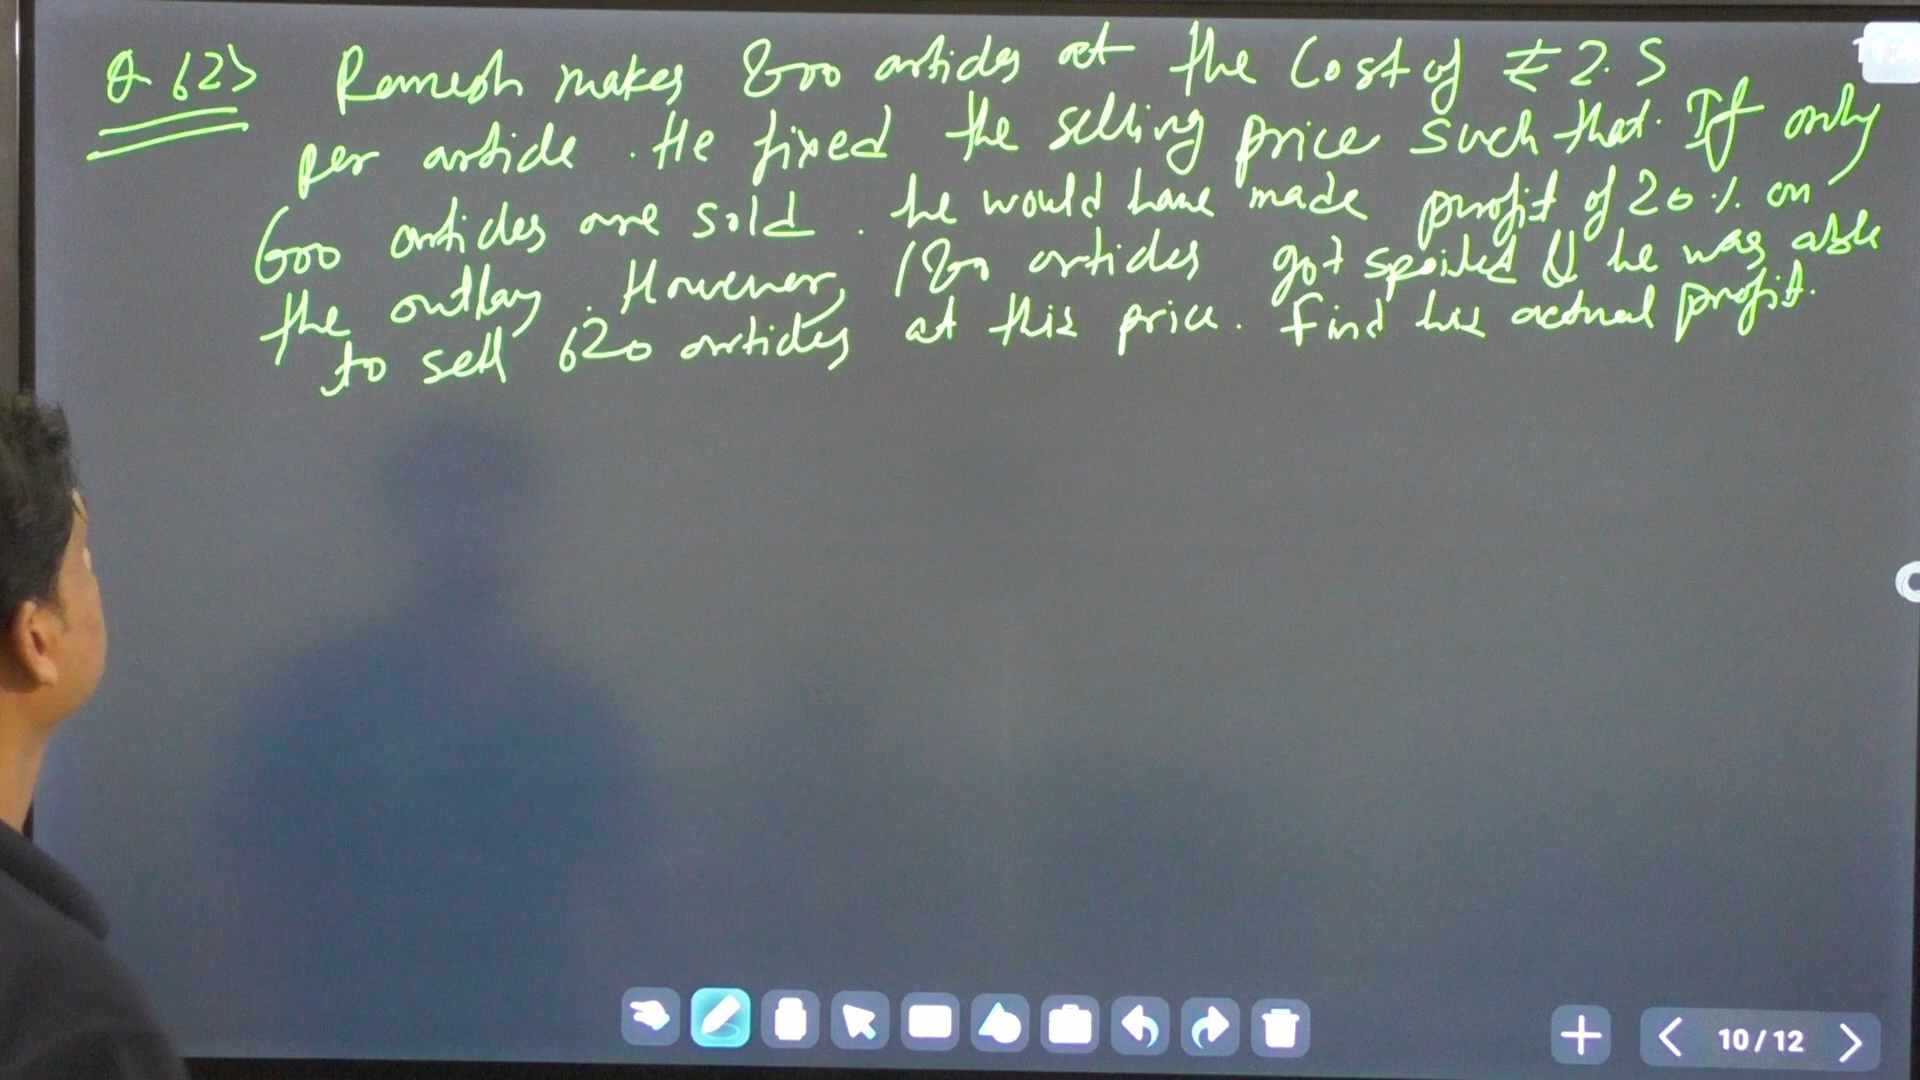 Q 62> Ramesh makes 800 articles at the Cost of ₹ 2.5
per article. He fixed the selling price such that. If only
600 articles are sold. he would have made profit of 20% on
the outlay. However, 180 articles got spoiled & he was able
to sell 620 articles at this price. Find his actual profit.
10/12